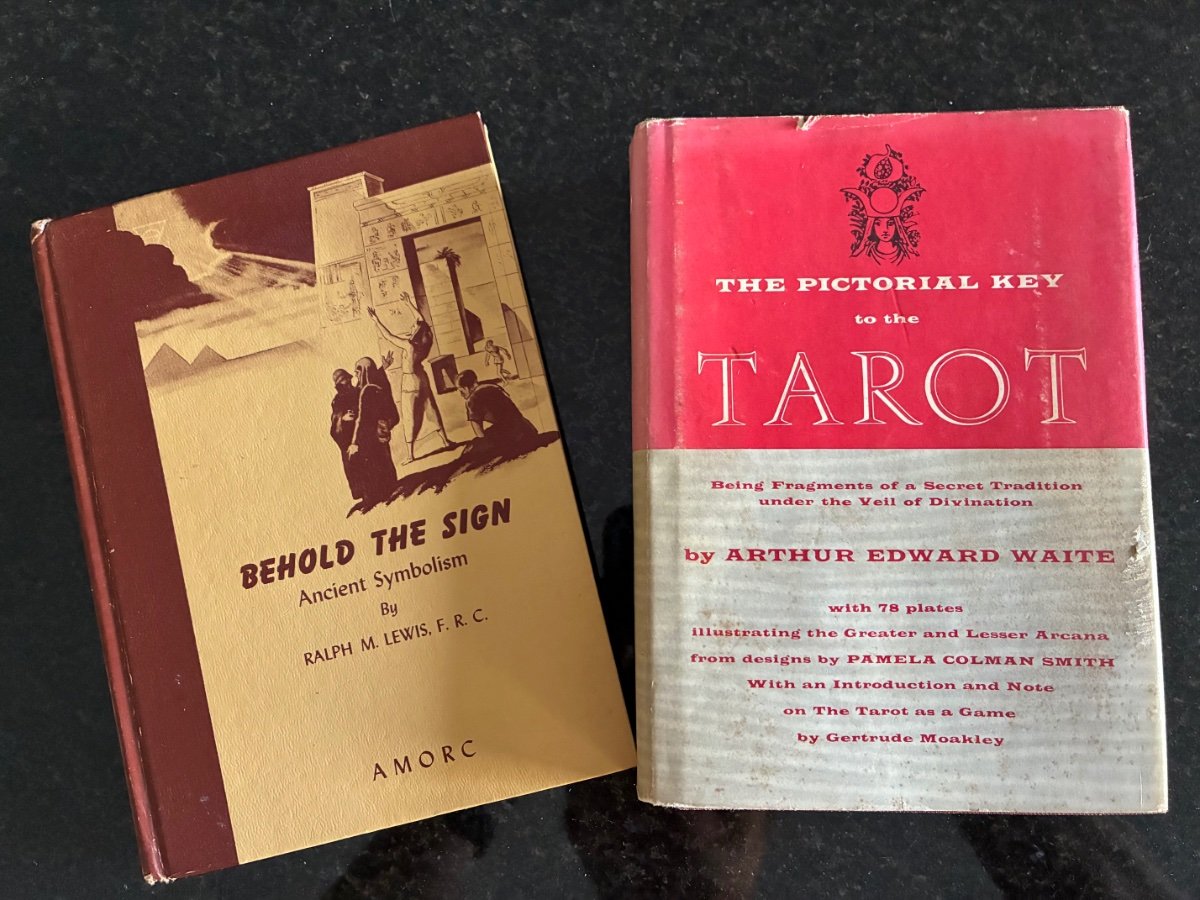 BEHOLD THE SIGN
Ancient Symbolism
By
RALPH M. LEWIS, F. R. C.
AMORC
THE PICTORIAL KEY
to the
TAROT
Being Fragments of a Secret Tradition
under the Veil of Divination
by ARTHUR EDWARD WAITE
with 78 plates
illustrating the Greater and Lesser Arcana
from designs by PAMELA COLMAN SMITH
With an Introduction and Note
on The Tarot as a Game
by Gertrude Moakley